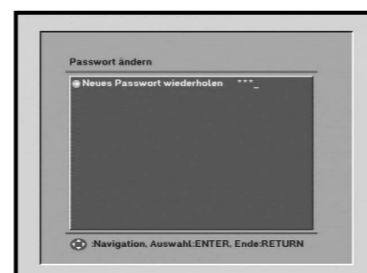 Passwort ändern
Neues Passwort wiederholen ***_
:Navigation, Auswahl:ENTER, Ende:RETURN